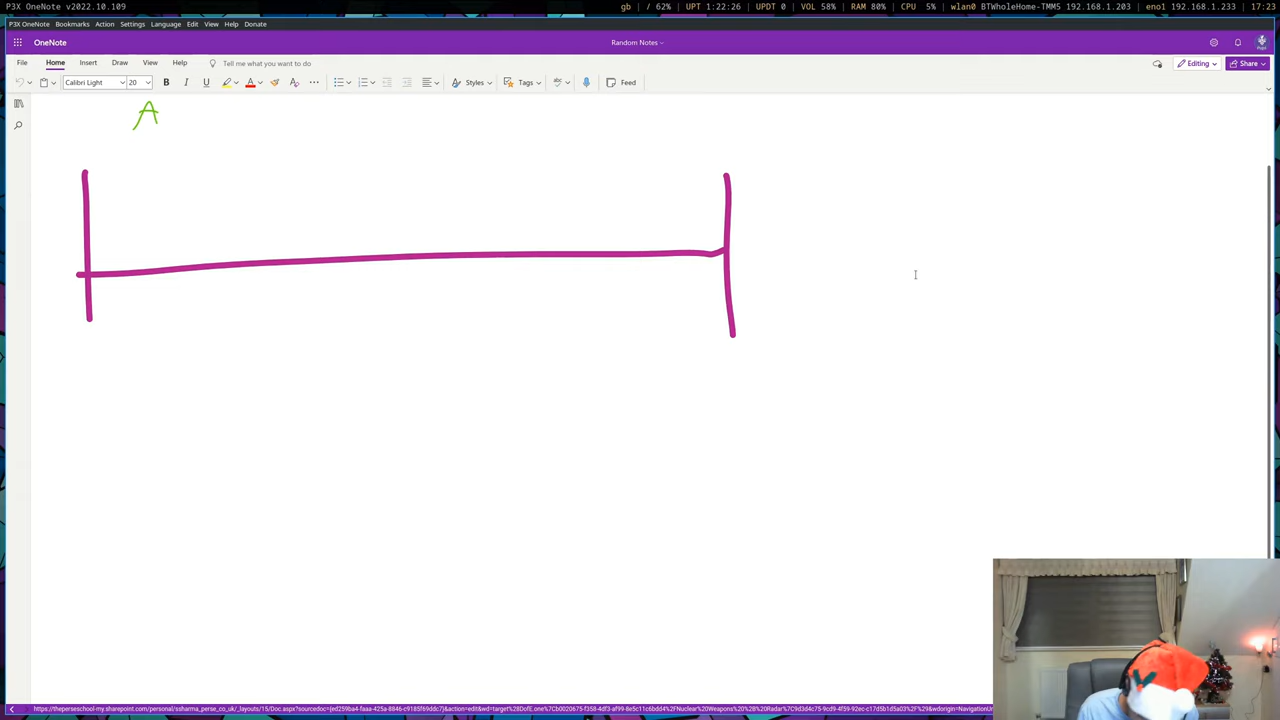 P3X OneNote v2022.10.109
gb | / 62% | UPT 1:22:26 UPDT 0 | VOL 58% | RAM 80% | CPU 5% | wlan0 BTWholeHome-TMM5 192.168.1.203 | eno1 192.168.1.233 | 17:23
P3X OneNote Bookmarks Action Settings Language Edit View Help Donate
OneNote
Random Notes
File Home Insert Draw View Help Tell me what you want to do
Editing Share
Calibri Light 20 B I U A Styles Tags abc Feed
A